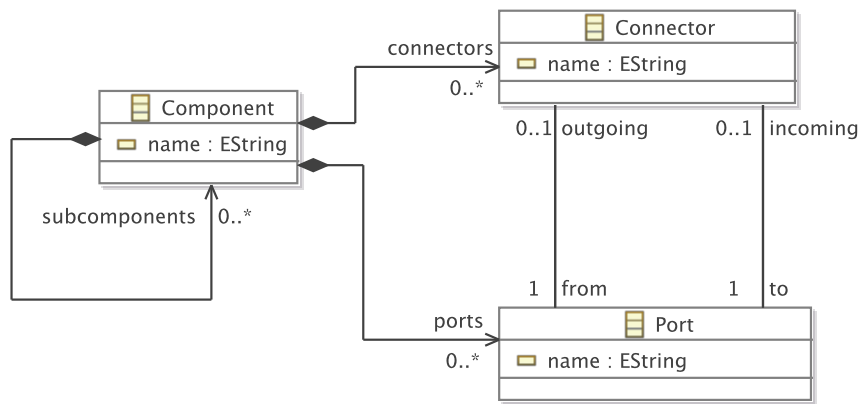 Connector
name : EString
connectors
0..*
Component
name : EString
subcomponents
0..*
0..1 outgoing
0..1 incoming
1 from
1 to
ports
0..*
Port
name : EString